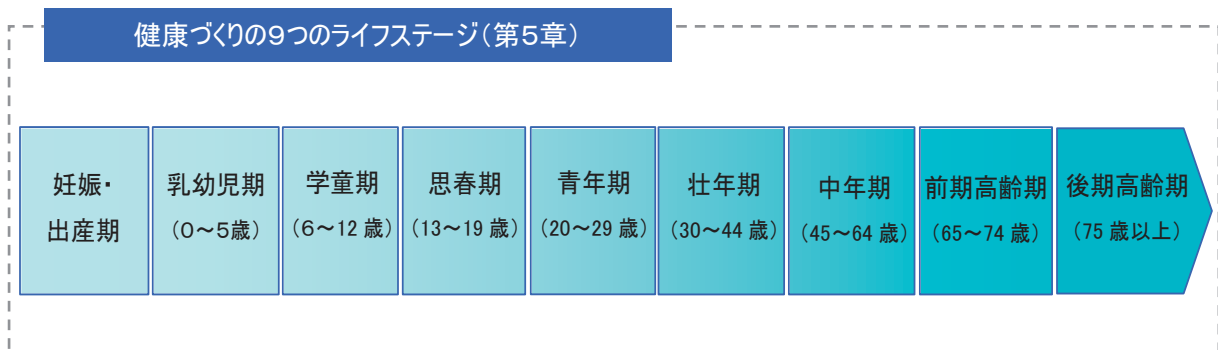 健康づくりの9つのライフステージ(第5章)
妊娠・
出産期
乳幼児期
(0～5歳)
学童期
(6～12 歳)
思春期
(13～19 歳)
青年期
(20～29 歳)
壮年期
(30～44 歳)
中年期
(45～64 歳)
前期高齢期
(65～74 歳)
後期高齢期
(75 歳以上)